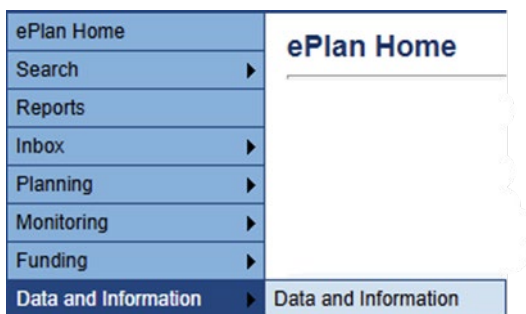 ePlan Home
Search
Reports
Inbox
Planning
Monitoring
Funding
Data and Information
ePlan Home
Data and Information